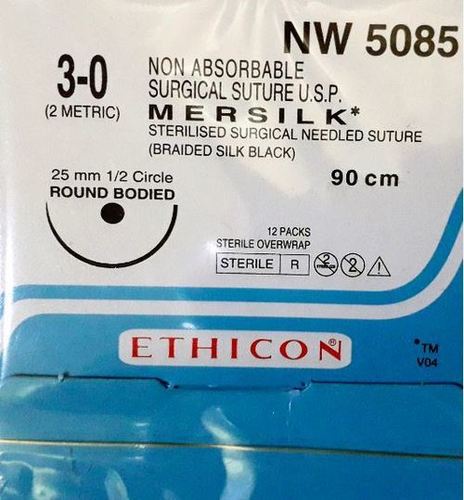 NW 5085
3-0
(2 METRIC)
NON ABSORBABLE
SURGICAL SUTURE U.S.P.
MERSILK*
STERILISED SURGICAL NEEDLED SUTURE
(BRAIDED SILK BLACK)
25 mm 1/2 Circle
ROUND BODIED
90 cm
12 PACKS
STERILE OVERWRAP
STERILE R
2
2
ETHICON®
*TM
V04